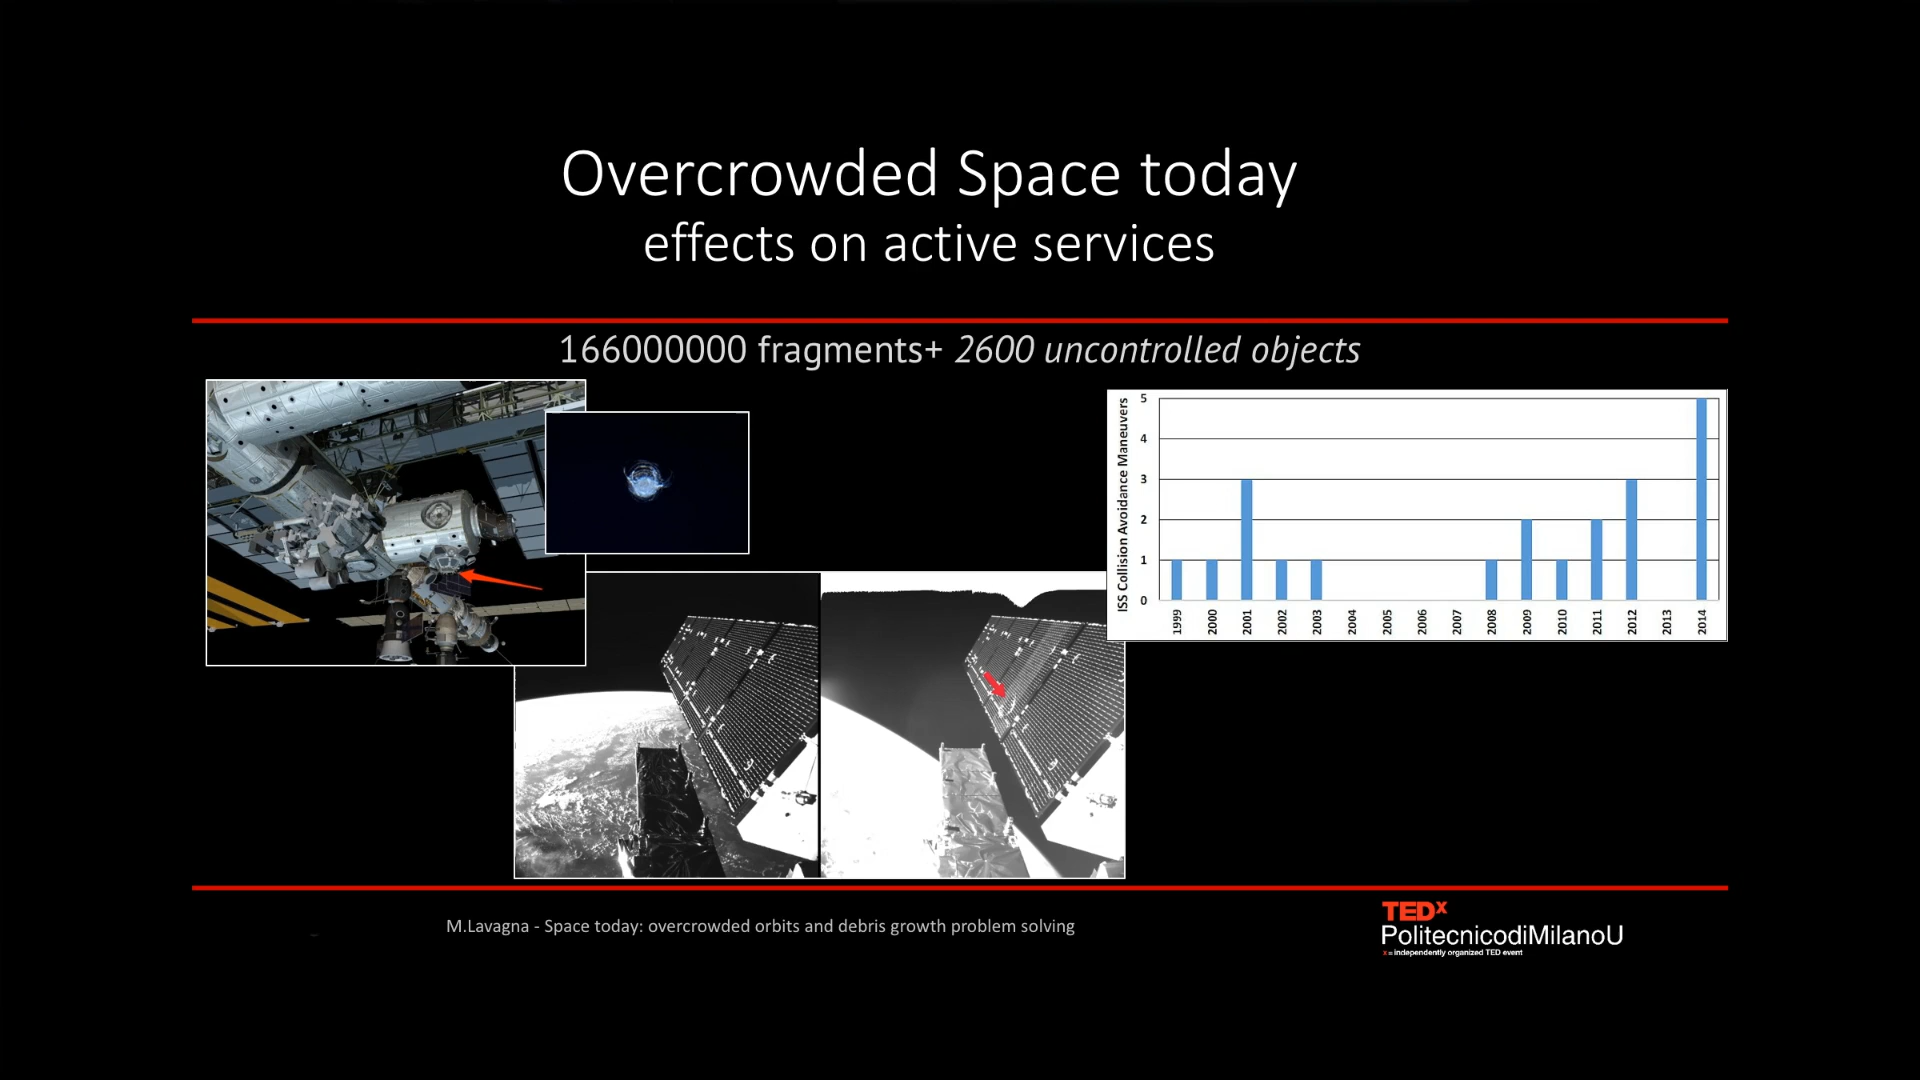 Overcrowded Space today
effects on active services
166000000 fragments+ 2600 uncontrolled objects
ISS Collision Avoidance Maneuvers
5
4
3
2
1
0
1999
2000
2001
2002
2003
2004
2005
2006
2007
2008
2009
2010
2011
2012
2013
2014
M.Lavagna - Space today: overcrowded orbits and debris growth problem solving
TEDx
PolitecnicodiMilanoU
x = independently organized TED event